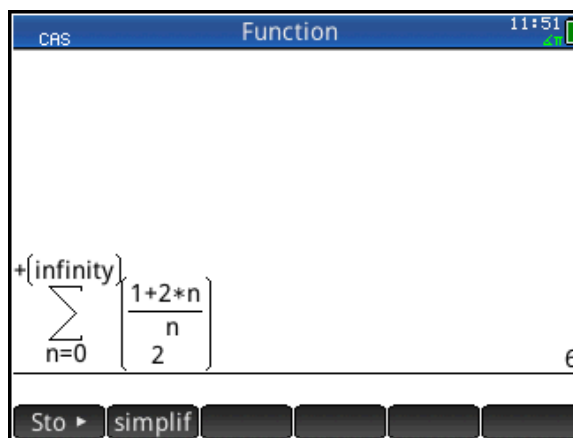 Function
11:51
CAS
∡π
+(infinity)
∑
1+2*n
n
2
n=0
6
Sto ▸ simplif